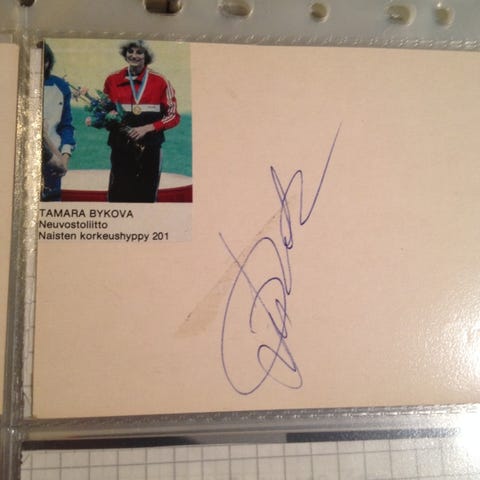 TAMARA BYKOVA
Neuvostoliitto
Naisten korkeushyppy 201